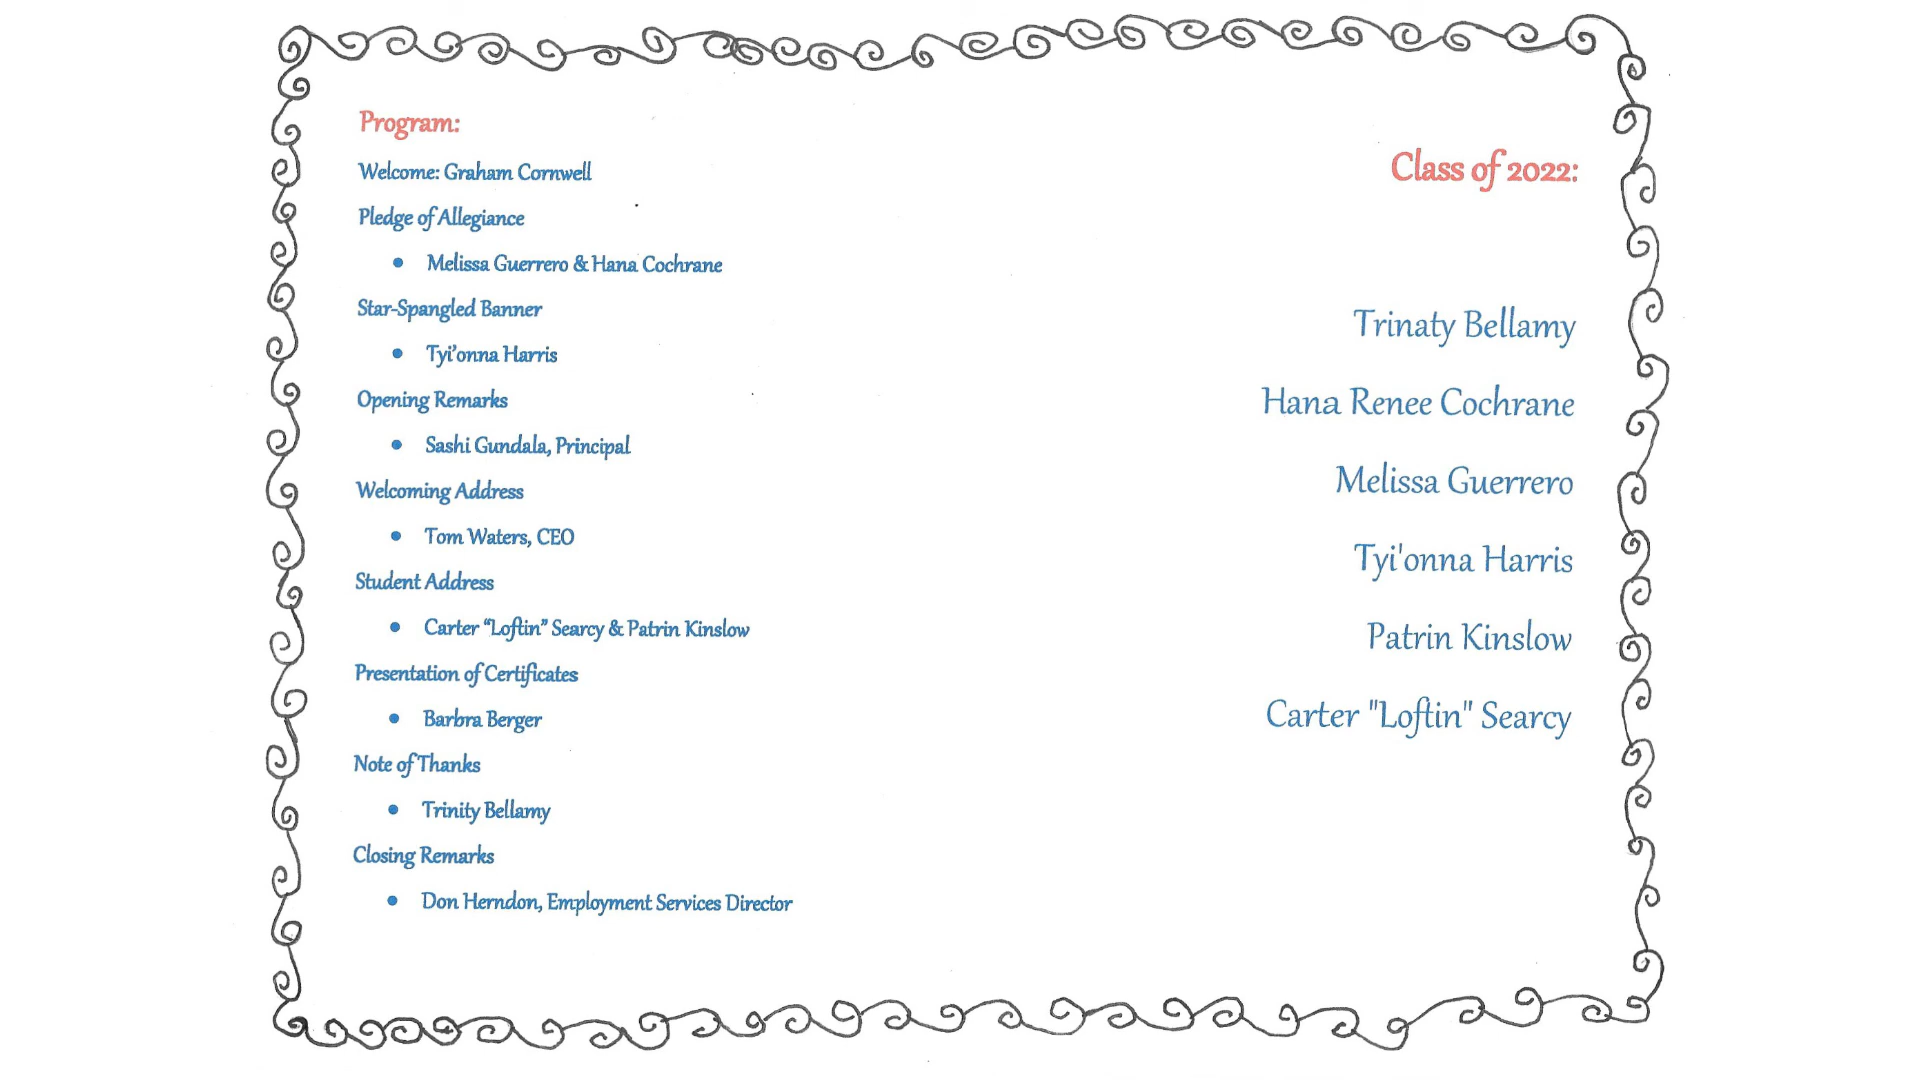 Program:
Welcome: Graham Cornwell
Pledge of Allegiance
• Melissa Guerrero & Hana Cochrane
Star-Spangled Banner
• Tyi’onna Harris
Opening Remarks
• Sashi Gundala, Principal
Welcoming Address
• Tom Waters, CEO
Student Address
• Carter “Loftin” Searcy & Patrin Kinslow
Presentation of Certificates
• Barbra Berger
Note of Thanks
• Trinity Bellamy
Closing Remarks
• Don Herndon, Employment Services Director
Class of 2022:
Trinaty Bellamy
Hana Renee Cochrane
Melissa Guerrero
Tyi'onna Harris
Patrin Kinslow
Carter "Loftin" Searcy